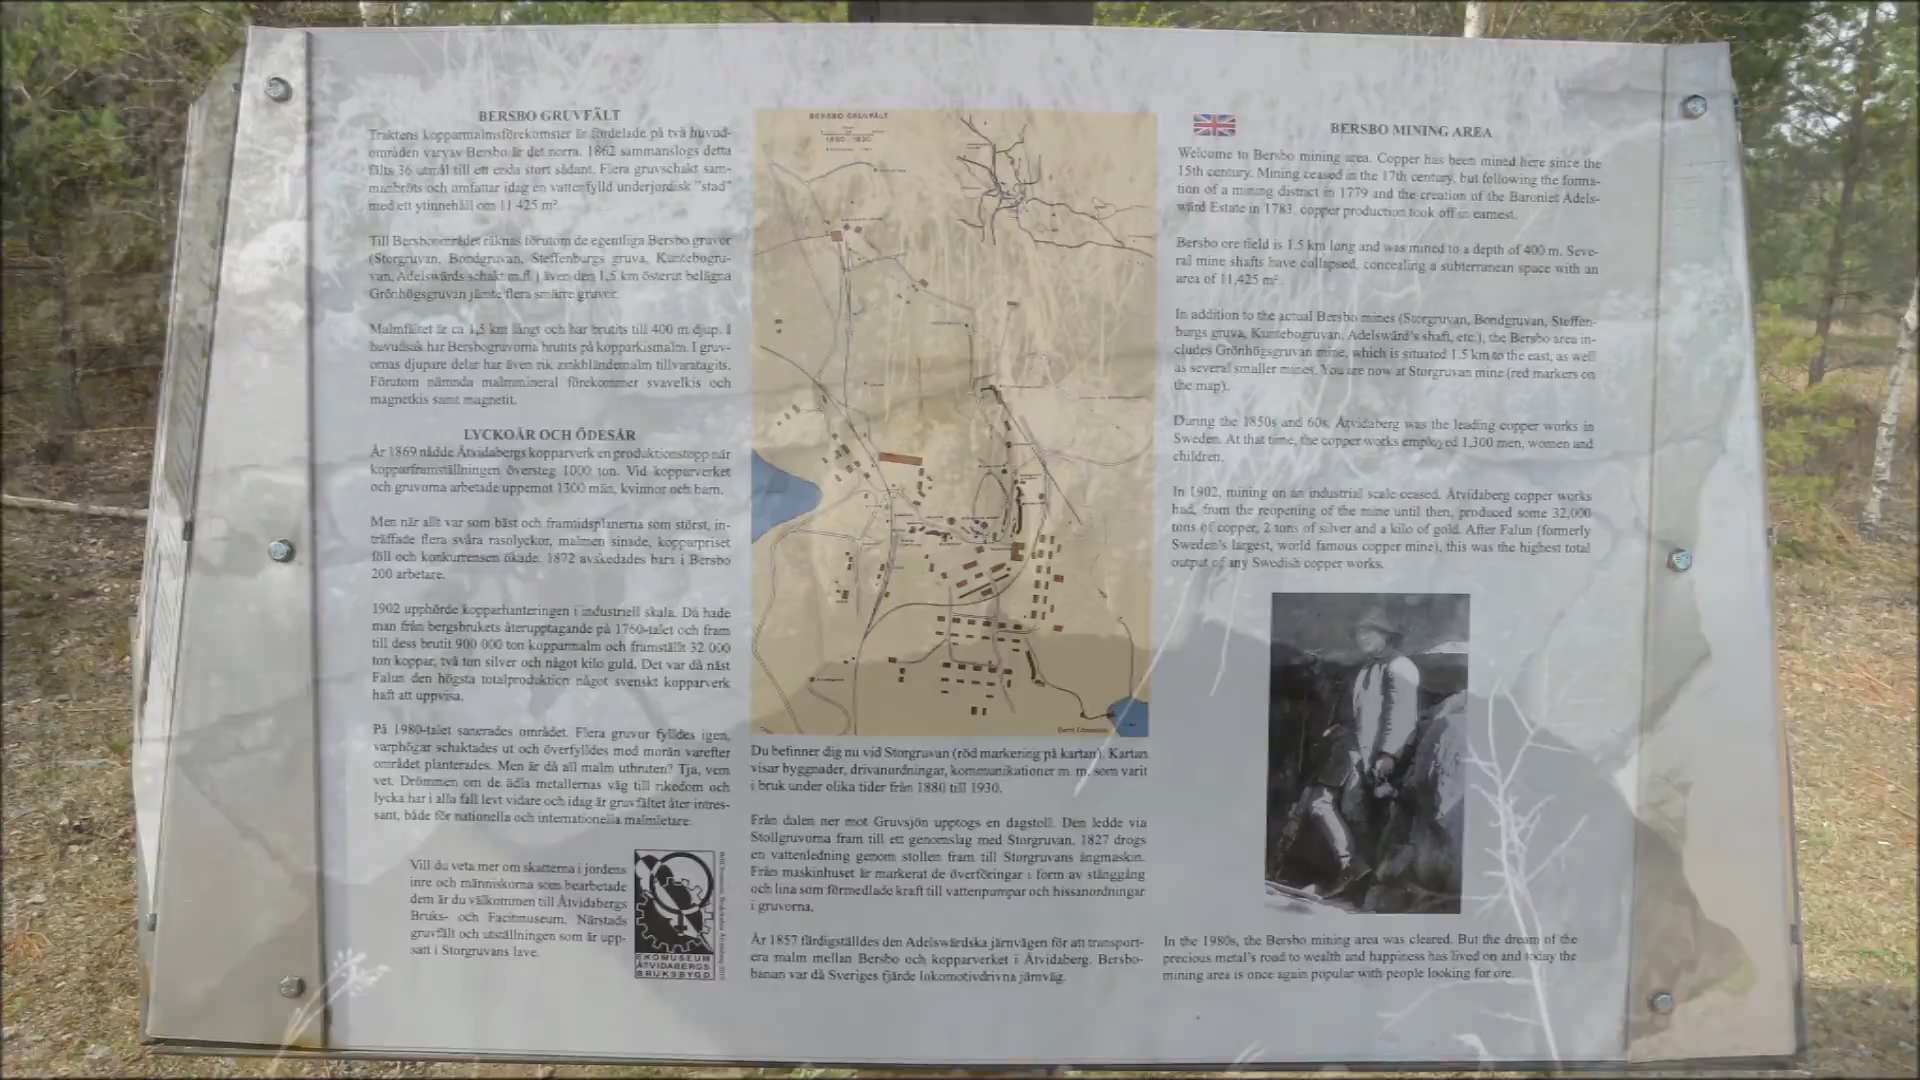 BERSBO GRUVFÄLT
Traktens kopparmalmsförekomster är fördelade på två huvud-
områden varvav Bersbo är det norra. 1862 sammanslogs detta
fälts 36 utmål till ett enda stort sådant. Flera gruvschakt sam-
manbröts och omfattar idag en vattenfylld underjordisk "stad"
med ett ytinnehåll om 11 425 m².
Till Bersboområdet räknas förutom de egentliga Bersbo gruvor
(Storgruvan, Bondgruvan, Steffenburgs gruva, Kuntebogru-
van, Adelswärds schakt m.fl.) även den 1,5 km österut belägna
Grönhögsgruvan jämte flera smärre gruvor.
Malmfältet är ca 1,5 km långt och har brutits till 400 m djup. I
huvudsak har Bersbogruvorna brutits på kopparkismalm. I gruv-
ornas djupare delar har även rik zinkbländemalm tillvaratagits.
Förutom nämnda malmmineral förekommer svavelkis och
magnetkis samt magnetit.
LYCKOÅR OCH ÖDESÅR
År 1869 nådde Åtvidabergs kopparverk en produktionstopp när
kopparframställningen översteg 1000 ton. Vid kopparverket
och gruvorna arbetade uppemot 1300 män, kvinnor och barn.
Men när allt var som bäst och framtidsplanerna som störst, in-
träffade flera svåra rasolyckor, malmen sinade, kopparpriset
föll och konkurrensen ökade. 1872 avskedades bara i Bersbo
200 arbetare.
1902 upphörde kopparhanteringen i industriell skala. Då hade
man från bergsbrukets återupptagande på 1760-talet och fram
till dess brutit 900 000 ton kopparmalm och framställt 32 000
ton koppar, två ton silver och något kilo guld. Det var då näst
Falun den högsta totalproduktion något svenskt kopparverk
haft att uppvisa.
På 1980-talet sanerades området. Flera gruvor fylldes igen,
varphögar schaktades ut och överfylldes med morän varefter
området planterades. Men är då all malm utbruten? Tja, vem
vet. Drömmen om de ädla metallernas väg till rikedom och
lycka har i alla fall levt vidare och idag är gruvfältet åter intres-
sant, både för nationella och internationella malmletare.
Vill du veta mer om skatterna i jordens
inre och människorna som bearbetade
dem är du välkommen till Åtvidabergs
Bruks- och Facitmuseum, Närstads
gruvfält och utställningen som är upp-
satt i Storgruvans lave.
EKOMUSEUM
ÅTVIDABERGS
BRUKSBYGD
BERSBO GRUVFÄLT
1880 - 1930
Du befinner dig nu vid Storgruvan (röd markering på kartan). Kartan
visar byggnader, drivanordningar, kommunikationer m. m. som varit
i bruk under olika tider från 1880 till 1930.
Från dalen ner mot Gruvsjön upptogs en dagstoll. Den ledde via
Stollgruvorna fram till ett genomslag med Storgruvan. 1827 drogs
en vattenledning genom stollen fram till Storgruvans ångmaskin.
Från maskinhuset är markerat de överföringar i form av stånggång
och lina som förmedlade kraft till vattenpumpar och hissanordningar
i gruvorna.
År 1857 färdigställdes den Adelswärdska järnvägen för att transport-
era malm mellan Bersbo och kopparverket i Åtvidaberg. Bersbo-
banan var då Sveriges fjärde lokomotivdrivna järnväg.
BERSBO MINING AREA
Welcome to Bersbo mining area. Copper has been mined here since the
15th century. Mining ceased in the 17th century, but following the forma-
tion of a mining district in 1779 and the creation of the Baroniet Adels-
wärd Estate in 1783, copper production took off in earnest.
Bersbo ore field is 1.5 km long and was mined to a depth of 400 m. Seve-
ral mine shafts have collapsed, concealing a subterranean space with an
area of 11,425 m².
In addition to the actual Bersbo mines (Storgruvan, Bondgruvan, Steffen-
burgs gruva, Kuntebogruvan, Adelswärd's shaft, etc.), the Bersbo area in-
cludes Grönhögsgruvan mine, which is situated 1.5 km to the east, as well
as several smaller mines. You are now at Storgruvan mine (red markers on
the map).
During the 1850s and 60s, Åtvidaberg was the leading copper works in
Sweden. At that time, the copper works employed 1,300 men, women and
children.
In 1902, mining on an industrial scale ceased. Åtvidaberg copper works
had, from the reopening of the mine until then, produced some 32,000
tons of copper, 2 tons of silver and a kilo of gold. After Falun (formerly
Sweden's largest, world famous copper mine), this was the highest total
output of any Swedish copper works.
In the 1980s, the Bersbo mining area was cleared. But the dream of the
precious metal's road to wealth and happiness has lived on and today the
mining area is once again popular with people looking for ore.